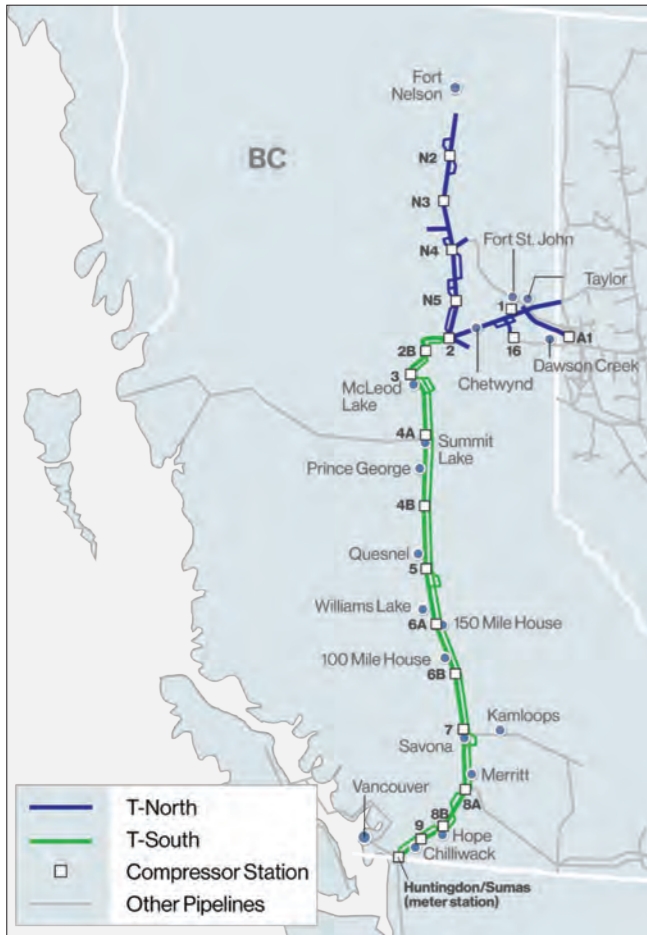 Fort
Nelson
BC
N2
N3
N4
Fort St. John
Taylor
N5
1
2
16
A1
2B
Dawson Creek
3
Chetwynd
McLeod
Lake
4A
Summit
Lake
Prince George
4B
Quesnel
5
Williams Lake
6A
150 Mile House
100 Mile House
6B
7
Kamloops
Savona
Merritt
Vancouver
8A
8B
9
Hope
Chilliwack
Huntingdon/Sumas
(meter station)
T-North
T-South
Compressor Station
Other Pipelines